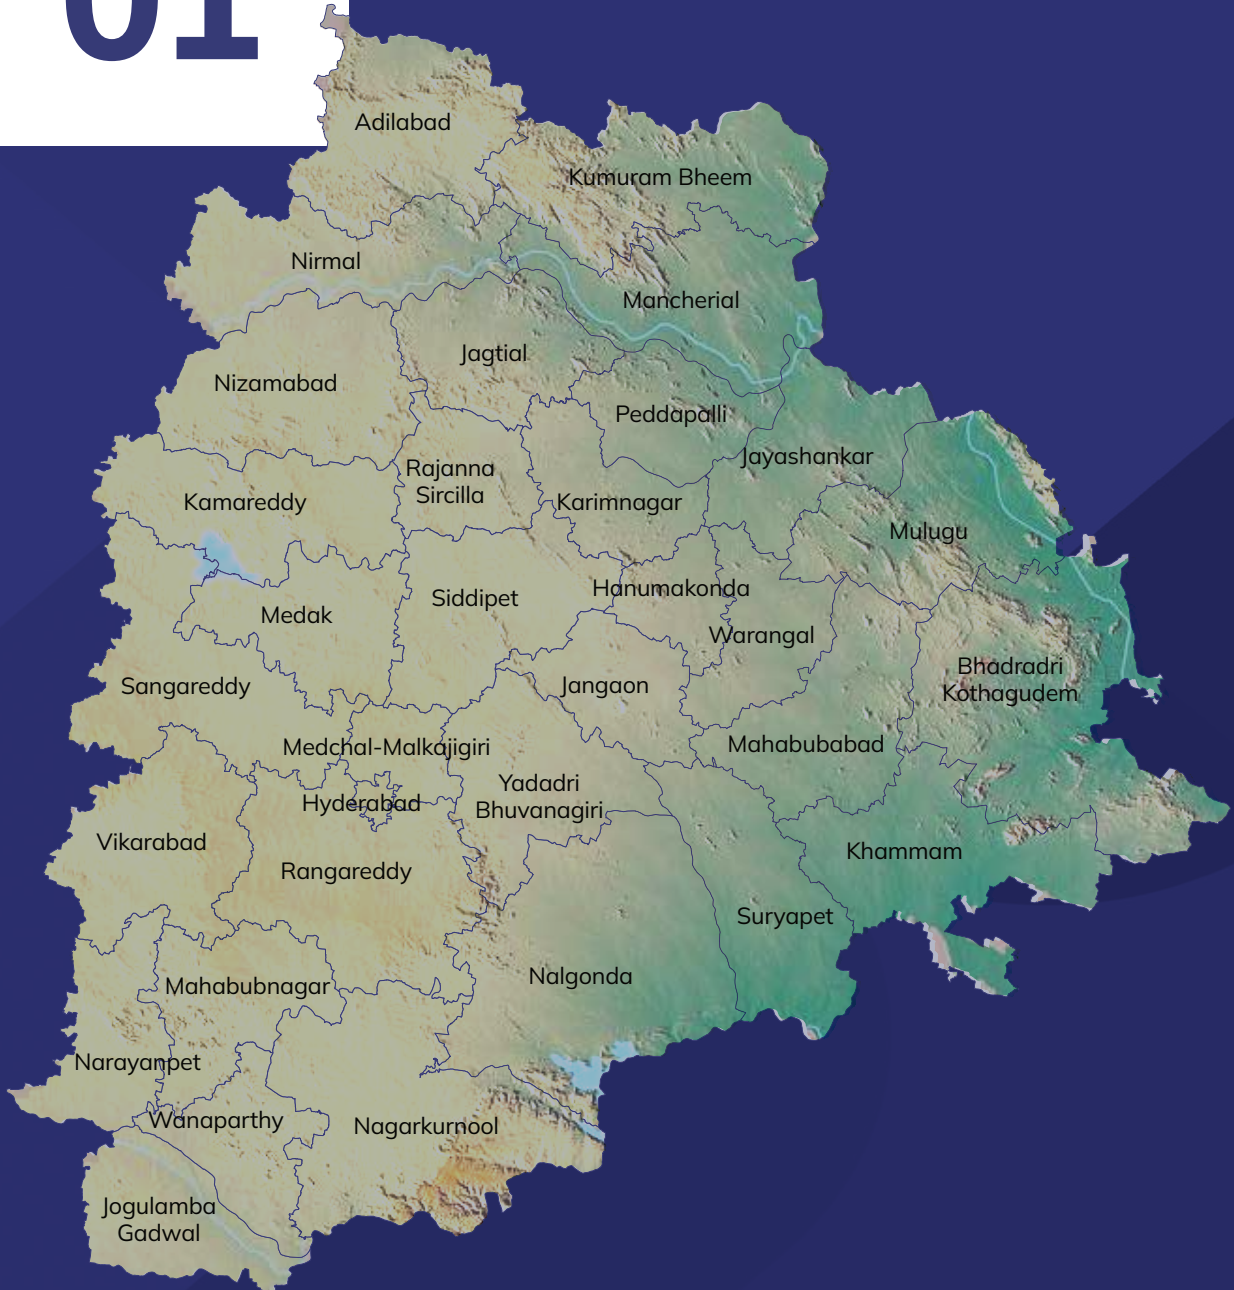 01
Adilabad
Kumuram Bheem
Nirmal
Mancherial
Jagtial
Nizamabad
Peddapalli
Jayashankar
Rajanna
Sircilla
Kamareddy
Karimnagar
Mulugu
Hanumakonda
Siddipet
Medak
Warangal
Bhadradri
Kothagudem
Sangareddy
Jangaon
Mahabubabad
Medchal-Malkajigiri
Yadadri
Bhuvanagiri
Hyderabad
Vikarabad
Khammam
Rangareddy
Suryapet
Nalgonda
Mahabubnagar
Narayanpet
Wanaparthy
Nagarkurnool
Jogulamba
Gadwal